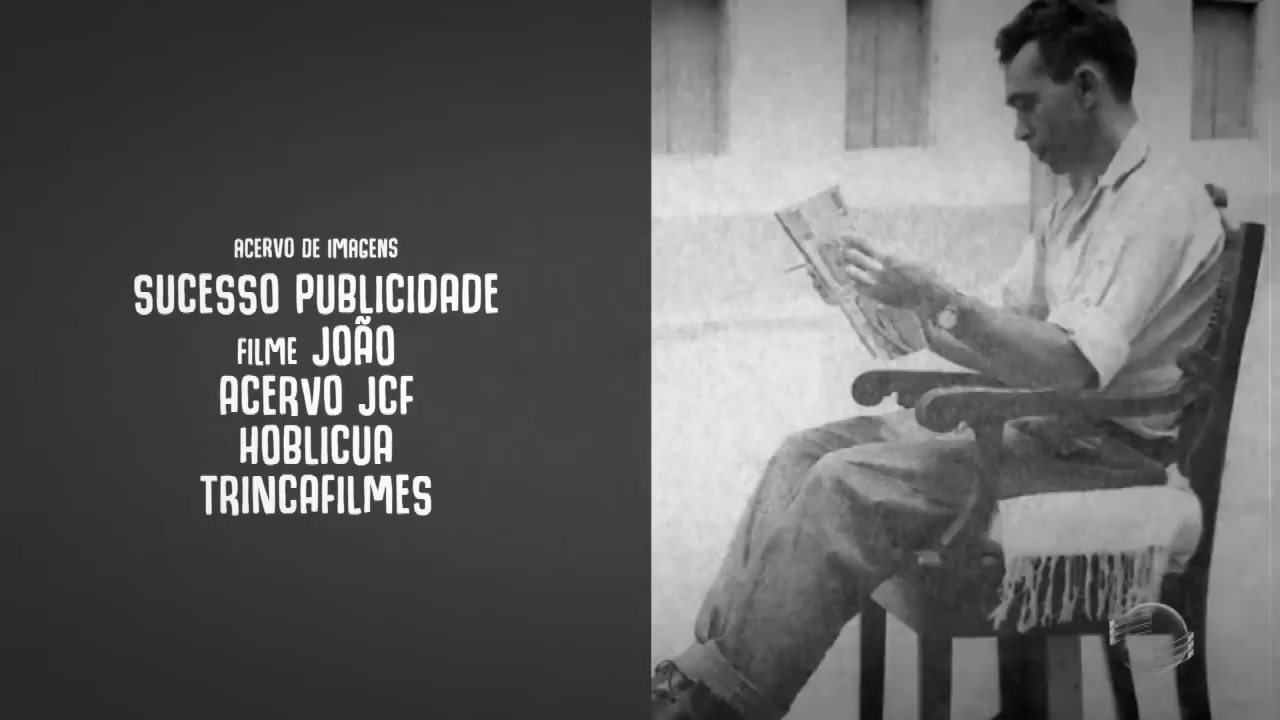 ACERVO DE IMAGENS
SUCESSO PUBLICIDADE
FILME JOÃO
ACERVO JCF
HOBLICUA
TRINCAFILMES